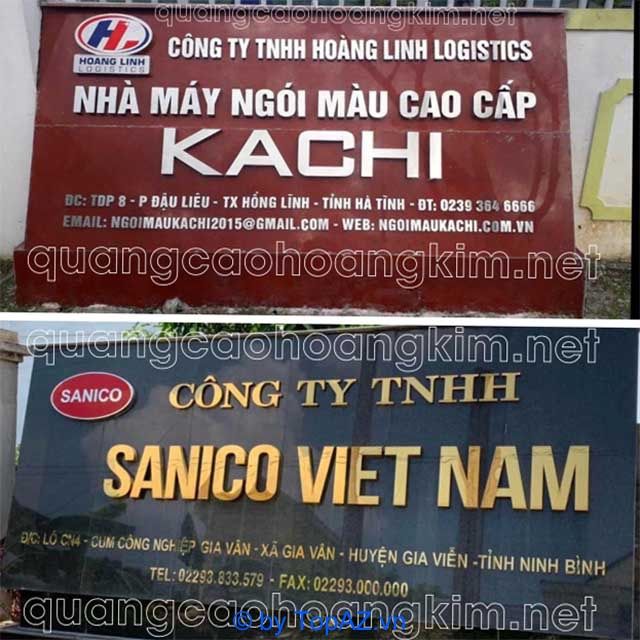 quangcaohoangkim.net
HL
HOANG LINH
LOGISTICS
CÔNG TY TNHH HOÀNG LINH LOGISTICS
NHÀ MÁY NGÓI MÀU CAO CẤP
KACHI
ĐC: TDP 8 - P ĐẬU LIÊU - TX HỒNG LĨNH - TỈNH HÀ TĨNH - ĐT: 0239 364 6666
EMAIL: NGOIMAUKACHI2015@GMAIL.COM - WEB: NGOIMAUKACHI.COM.VN
quangcaohoangkim.net
quangcaohoangkim.net
SANICO
CÔNG TY TNHH
SANICO VIET NAM
Đ/C: LÔ CN4 - CỤM CÔNG NGHIỆP GIA VÂN - XÃ GIA VÂN - HUYỆN GIA VIỄN - TỈNH NINH BÌNH
TEL: 02293.833.579 - FAX: 02293.000.000
quangcaohoangkim.net
© by TopAZ.vn